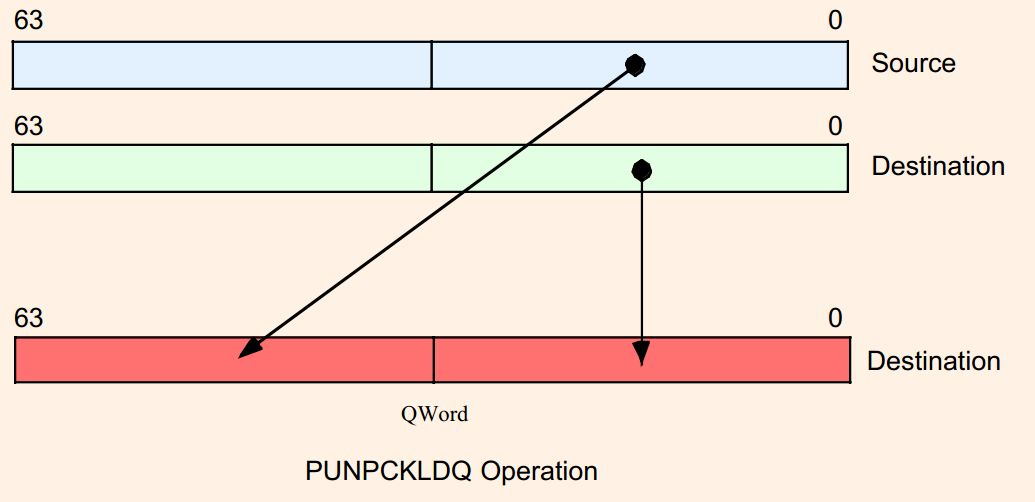 63 0
Source
63 0
Destination
63 0
Destination
QWord
PUNPCKLDQ Operation